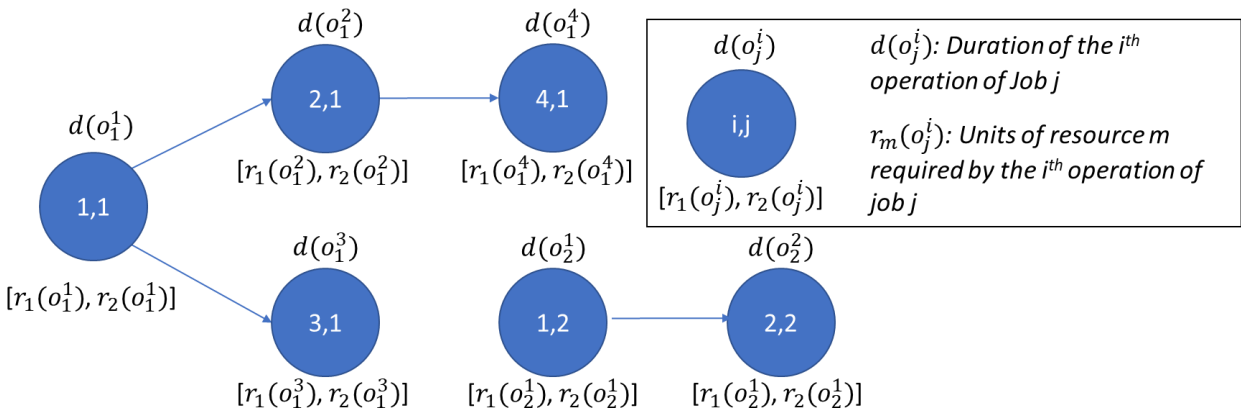 d(o_1^2)
2,1
[r_1(o_1^2), r_2(o_1^2)]
d(o_1^4)
4,1
[r_1(o_1^4), r_2(o_1^4)]
d(o_1^1)
1,1
[r_1(o_1^1), r_2(o_1^1)]
d(o_1^3)
3,1
[r_1(o_1^3), r_2(o_1^3)]
d(o_2^1)
1,2
[r_1(o_2^1), r_2(o_2^1)]
d(o_2^2)
2,2
[r_1(o_2^1), r_2(o_2^1)]
d(o_j^i)
i,j
[r_1(o_j^i), r_2(o_j^i)]
d(o_j^i): Duration of the i^th
operation of Job j
r_m(o_j^i): Units of resource m
required by the i^th operation of
job j